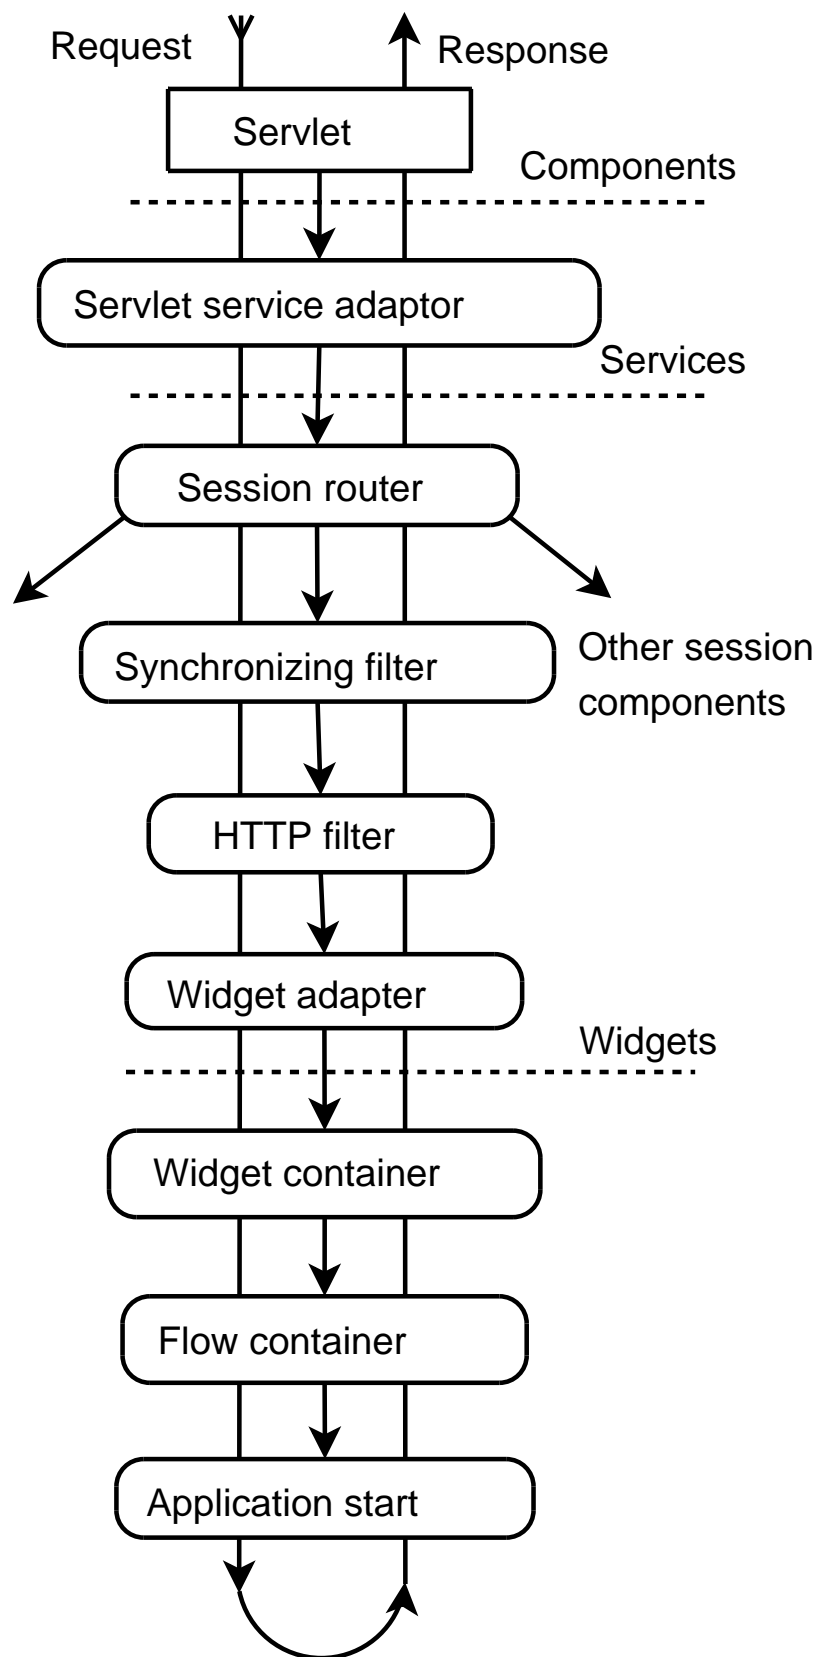 Request
Response
Servlet
Components
Servlet service adaptor
Services
Session router
Other session
components
Synchronizing filter
HTTP filter
Widget adapter
Widgets
Widget container
Flow container
Application start